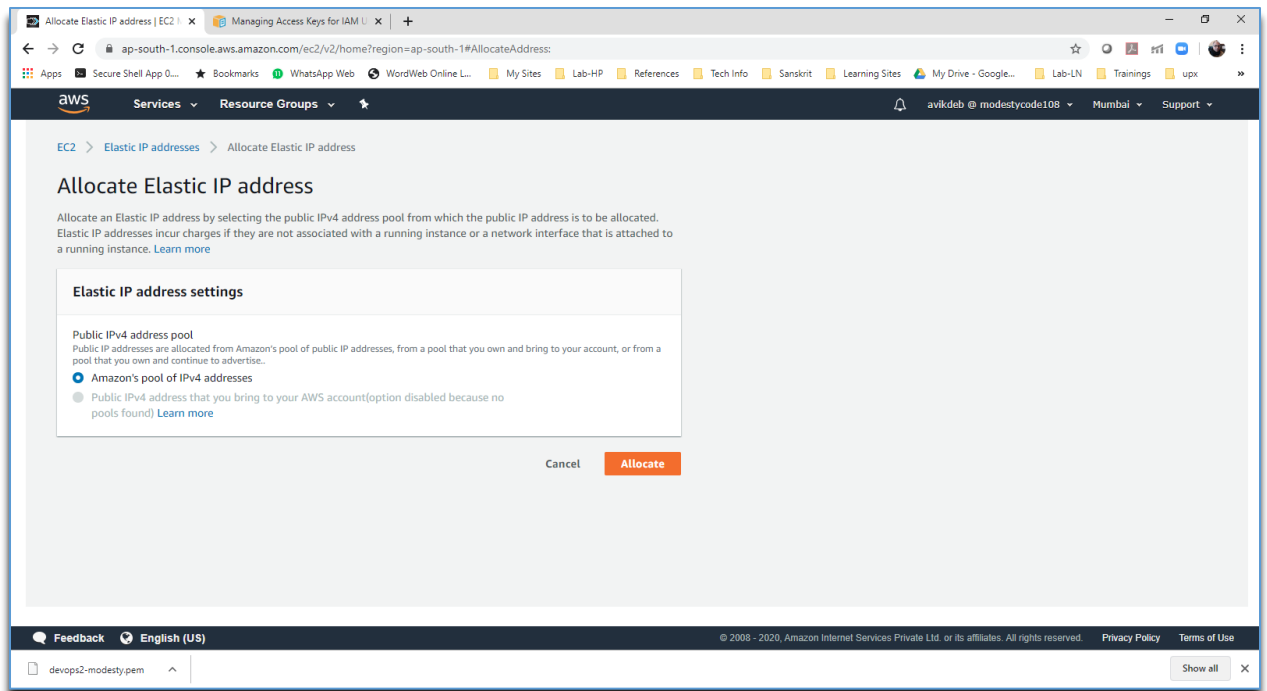 Allocate Elastic IP address | EC2 M
Managing Access Keys for IAM U
ap-south-1.console.aws.amazon.com/ec2/v2/home?region=ap-south-1#AllocateAddress:
Apps Secure Shell App 0.... Bookmarks WhatsApp Web WordWeb Online L... My Sites Lab-HP References Tech Info Sanskrit Learning Sites My Drive - Google... Lab-LN Trainings upx »
aws Services Resource Groups avikdeb @ modestycode108 Mumbai Support
EC2 > Elastic IP addresses > Allocate Elastic IP address
Allocate Elastic IP address
Allocate an Elastic IP address by selecting the public IPv4 address pool from which the public IP address is to be allocated.
Elastic IP addresses incur charges if they are not associated with a running instance or a network interface that is attached to
a running instance. Learn more
Elastic IP address settings
Public IPv4 address pool
Public IP addresses are allocated from Amazon's pool of public IP addresses, from a pool that you own and bring to your account, or from a
pool that you own and continue to advertise..
Amazon's pool of IPv4 addresses
Public IPv4 address that you bring to your AWS account(option disabled because no
pools found) Learn more
Cancel Allocate
Feedback English (US) © 2008 - 2020, Amazon Internet Services Private Ltd. or its affiliates. All rights reserved. Privacy Policy Terms of Use
devops2-modesty.pem Show all